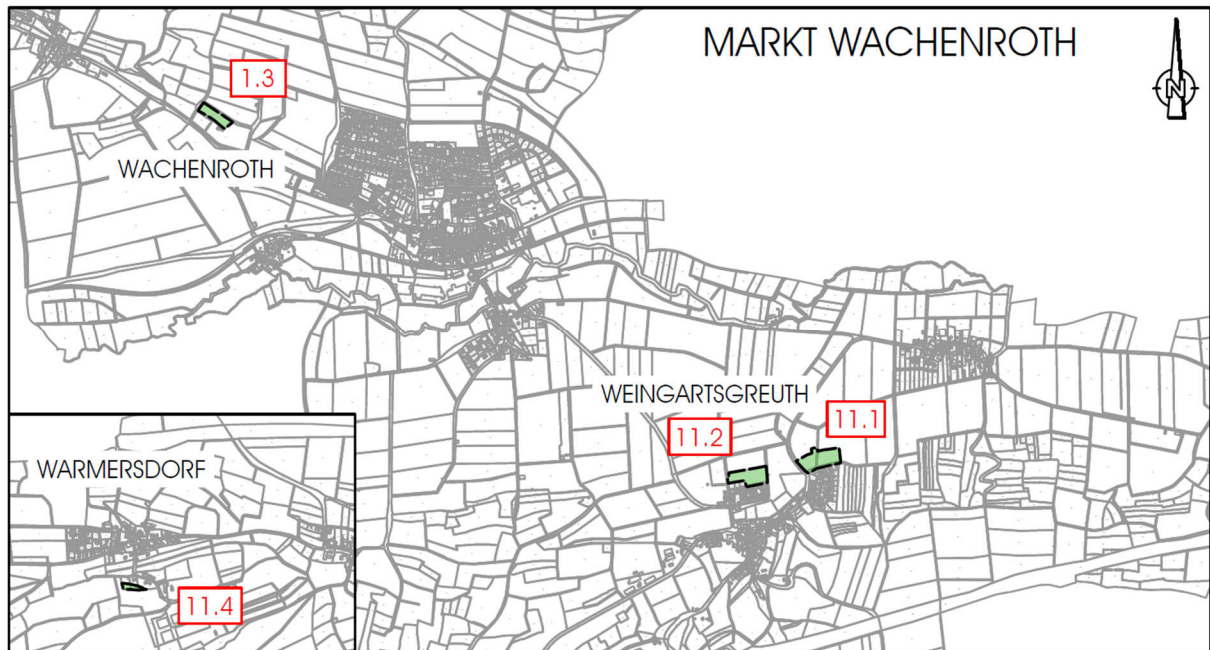 MARKT WACHENROTH
N
1.3
WACHENROTH
WEINGARTSGREUTH
11.2
11.1
WARMERSDORF
11.4